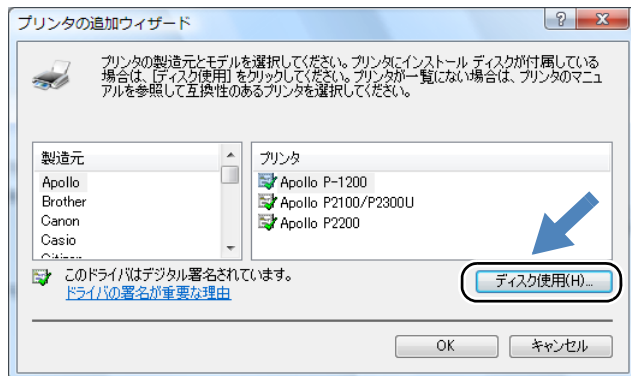 プリンタの追加ウィザード
プリンタの製造元とモデルを選択してください。プリンタにインストール ディスクが付属している
場合は、[ディスク使用] をクリックしてください。プリンタが一覧にない場合は、プリンタのマニュ
アルを参照して互換性のあるプリンタを選択してください。
製造元
Apollo
Brother
Canon
Casio
プリンタ
Apollo P-1200
Apollo P2100/P2300U
Apollo P2200
このドライバはデジタル署名されています。
ドライバの署名が重要な理由
ディスク使用(H)...
OK
キャンセル